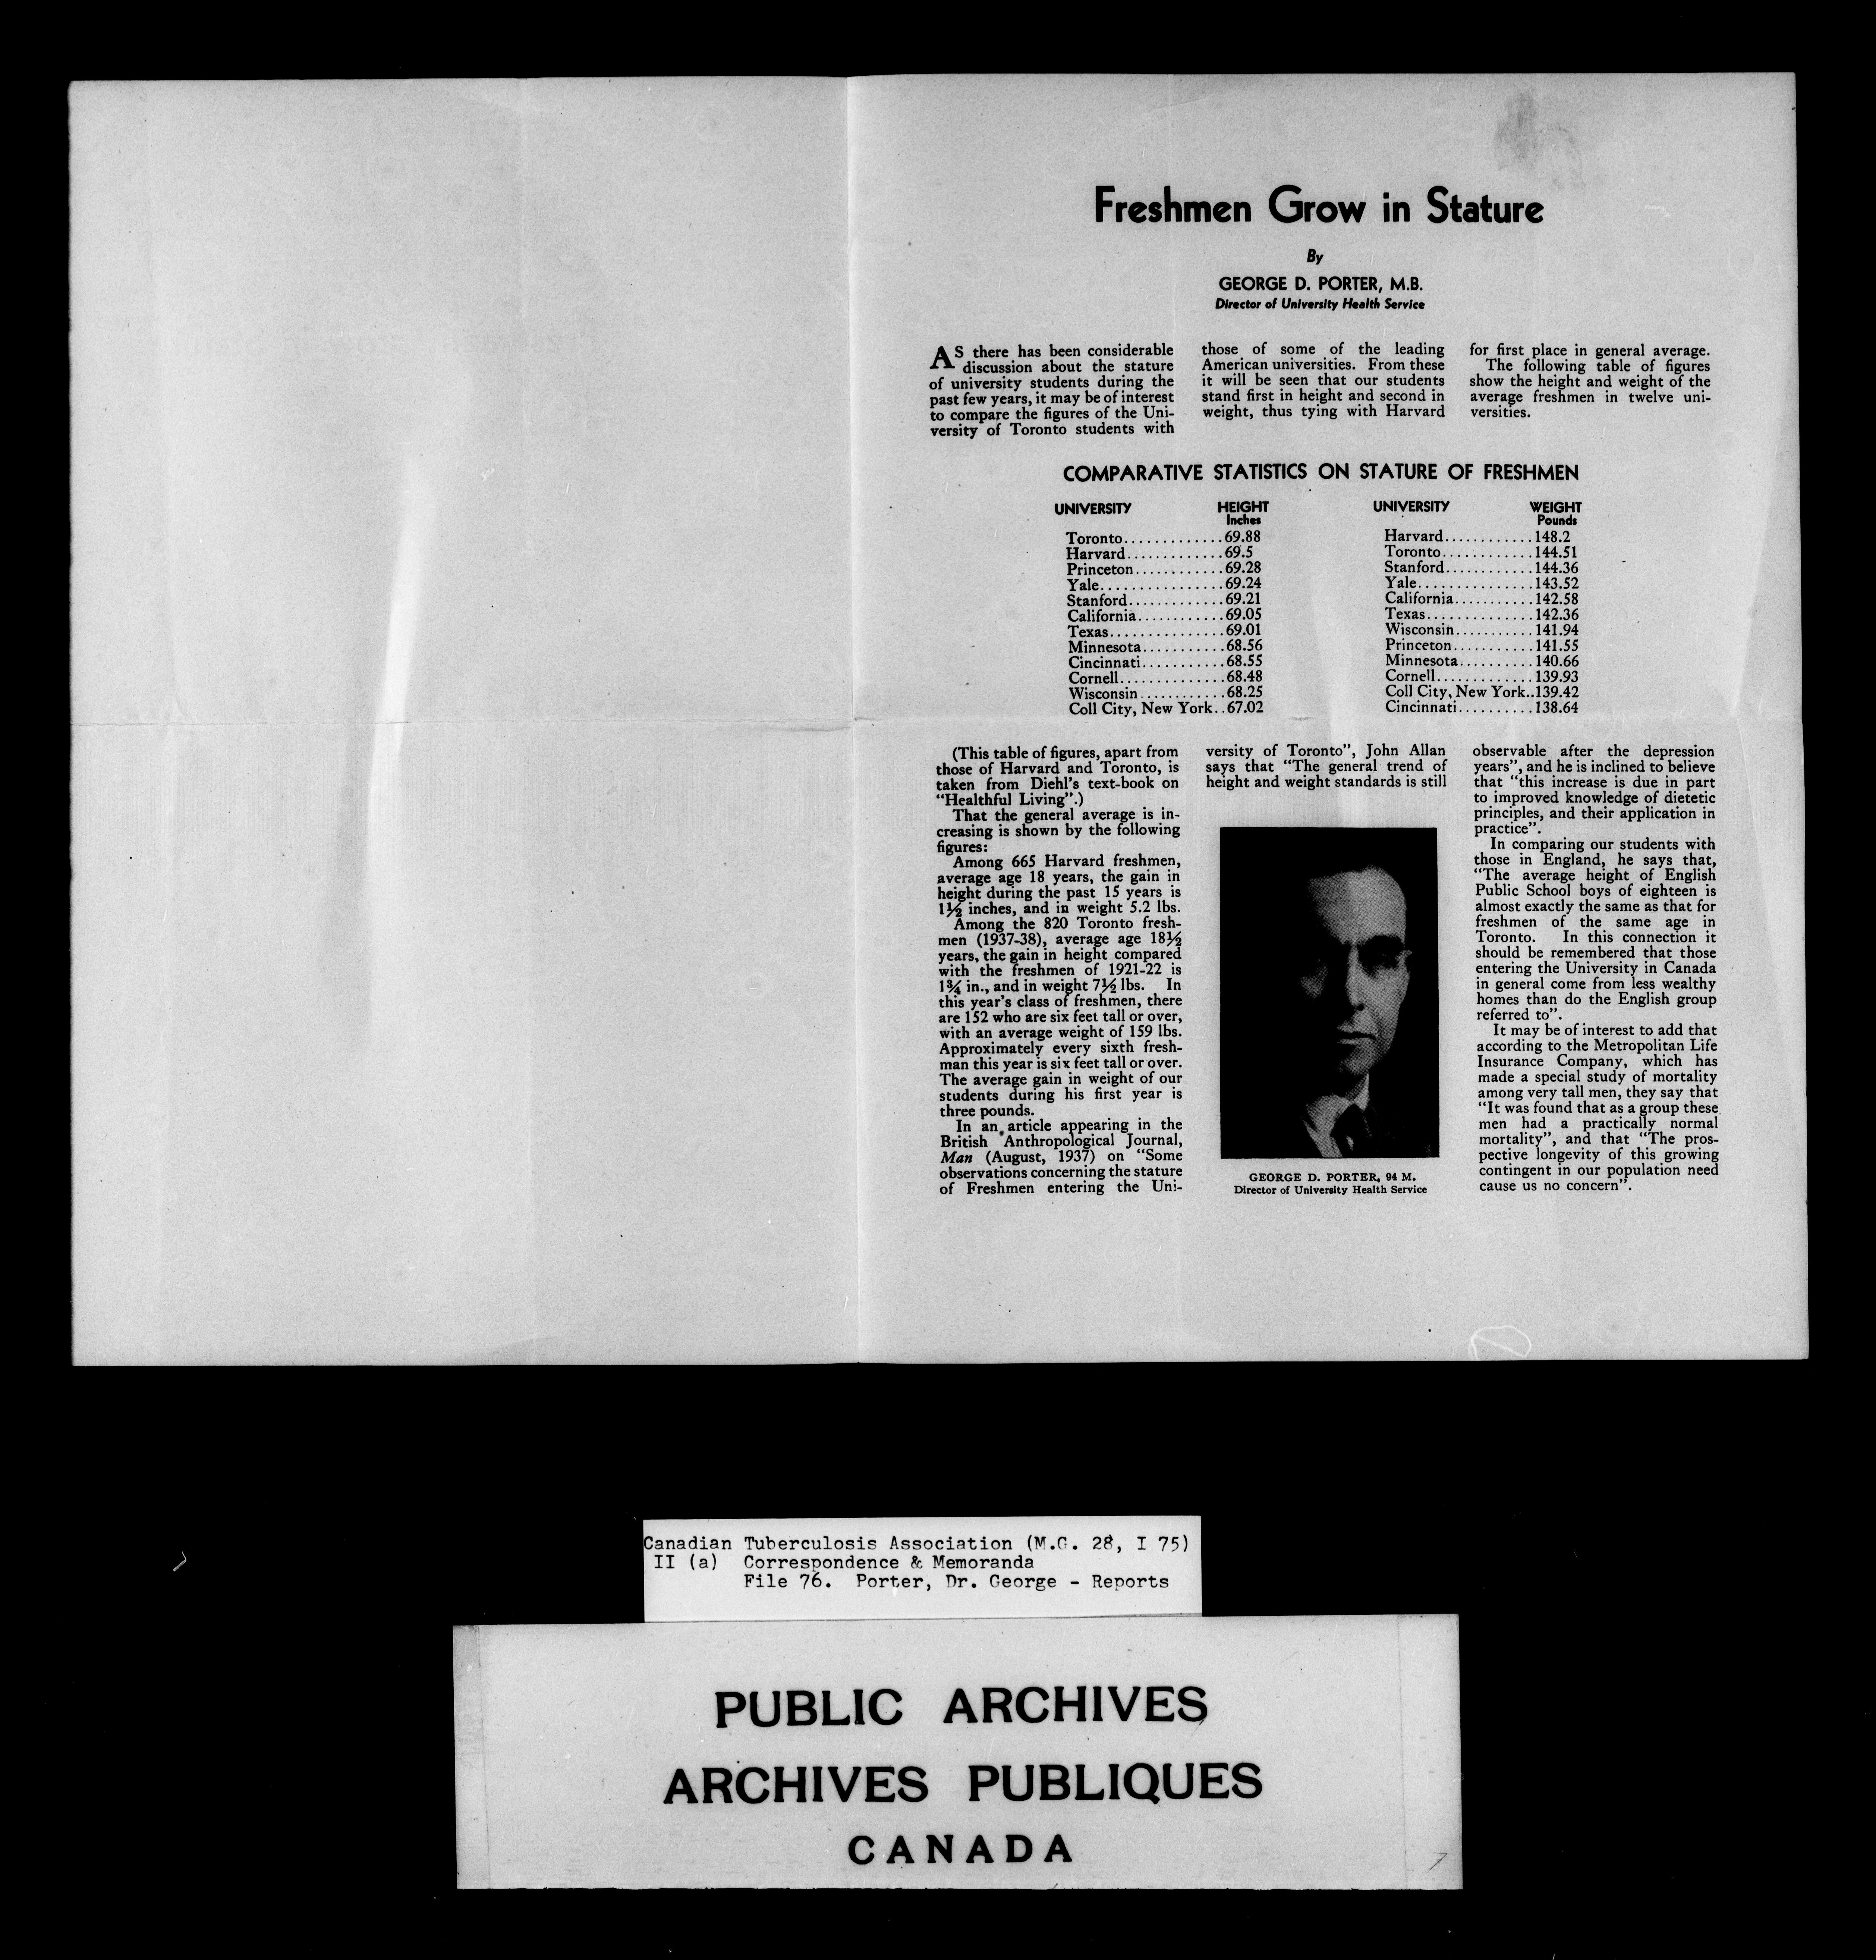 Freshmen Grow in Stature
By
GEORGE D. PORTER, M.B.
Director of University Health Service
AS there has been considerable
discussion about the stature
of university students during the
past few years, it may be of interest
to compare the figures of the Uni-
versity of Toronto students with
those of some of the leading
American universities. From these
it will be seen that our students
stand first in height and second in
weight, thus tying with Harvard
for first place in general average.
The following table of figures
show the height and weight of the
average freshmen in twelve uni-
versities.
COMPARATIVE STATISTICS ON STATURE OF FRESHMEN
UNIVERSITY HEIGHT
Inches
Toronto.............69.88
Harvard.............69.5
Princeton............69.28
Yale................69.24
Stanford.............69.21
California...........69.05
Texas...............69.01
Minnesota...........68.56
Cincinnati...........68.55
Cornell..............68.48
Wisconsin...........68.25
Coll City, New York..67.02
UNIVERSITY WEIGHT
Pounds
Harvard............148.2
Toronto............144.51
Stanford............144.36
Yale...............143.52
California..........142.58
Texas..............142.36
Wisconsin..........141.94
Princeton..........141.55
Minnesota..........140.66
Cornell.............139.93
Coll City, New York..139.42
Cincinnati..........138.64
(This table of figures, apart from
those of Harvard and Toronto, is
taken from Diehl's text-book on
"Healthful Living".)
That the general average is in-
creasing is shown by the following
figures:
Among 665 Harvard freshmen,
average age 18 years, the gain in
height during the past 15 years is
1½ inches, and in weight 5.2 lbs.
Among the 820 Toronto fresh-
men (1937-38), average age 18½
years, the gain in height compared
with the freshmen of 1921-22 is
1¾ in., and in weight 7½ lbs. In
this year's class of freshmen, there
are 152 who are six feet tall or over,
with an average weight of 159 lbs.
Approximately every sixth fresh-
man this year is six feet tall or over.
The average gain in weight of our
students during his first year is
three pounds.
In an article appearing in the
British Anthropological Journal,
Man (August, 1937) on "Some
observations concerning the stature
of Freshmen entering the Uni-
versity of Toronto", John Allan
says that "The general trend of
height and weight standards is still
GEORGE D. PORTER, 94 M.
Director of University Health Service
observable after the depression
years", and he is inclined to believe
that "this increase is due in part
to improved knowledge of dietetic
principles, and their application in
practice".
In comparing our students with
those in England, he says that,
"The average height of English
Public School boys of eighteen is
almost exactly the same as that for
freshmen of the same age in
Toronto. In this connection it
should be remembered that those
entering the University in Canada
in general come from less wealthy
homes than do the English group
referred to".
It may be of interest to add that
according to the Metropolitan Life
Insurance Company, which has
made a special study of mortality
among very tall men, they say that
"It was found that as a group these
men had a practically normal
mortality", and that "The pros-
pective longevity of this growing
contingent in our population need
cause us no concern".
Canadian Tuberculosis Association (M.G. 28, I 75)
II (a) Correspondence & Memoranda
File 76. Porter, Dr. George - Reports
PUBLIC ARCHIVES
ARCHIVES PUBLIQUES
CANADA